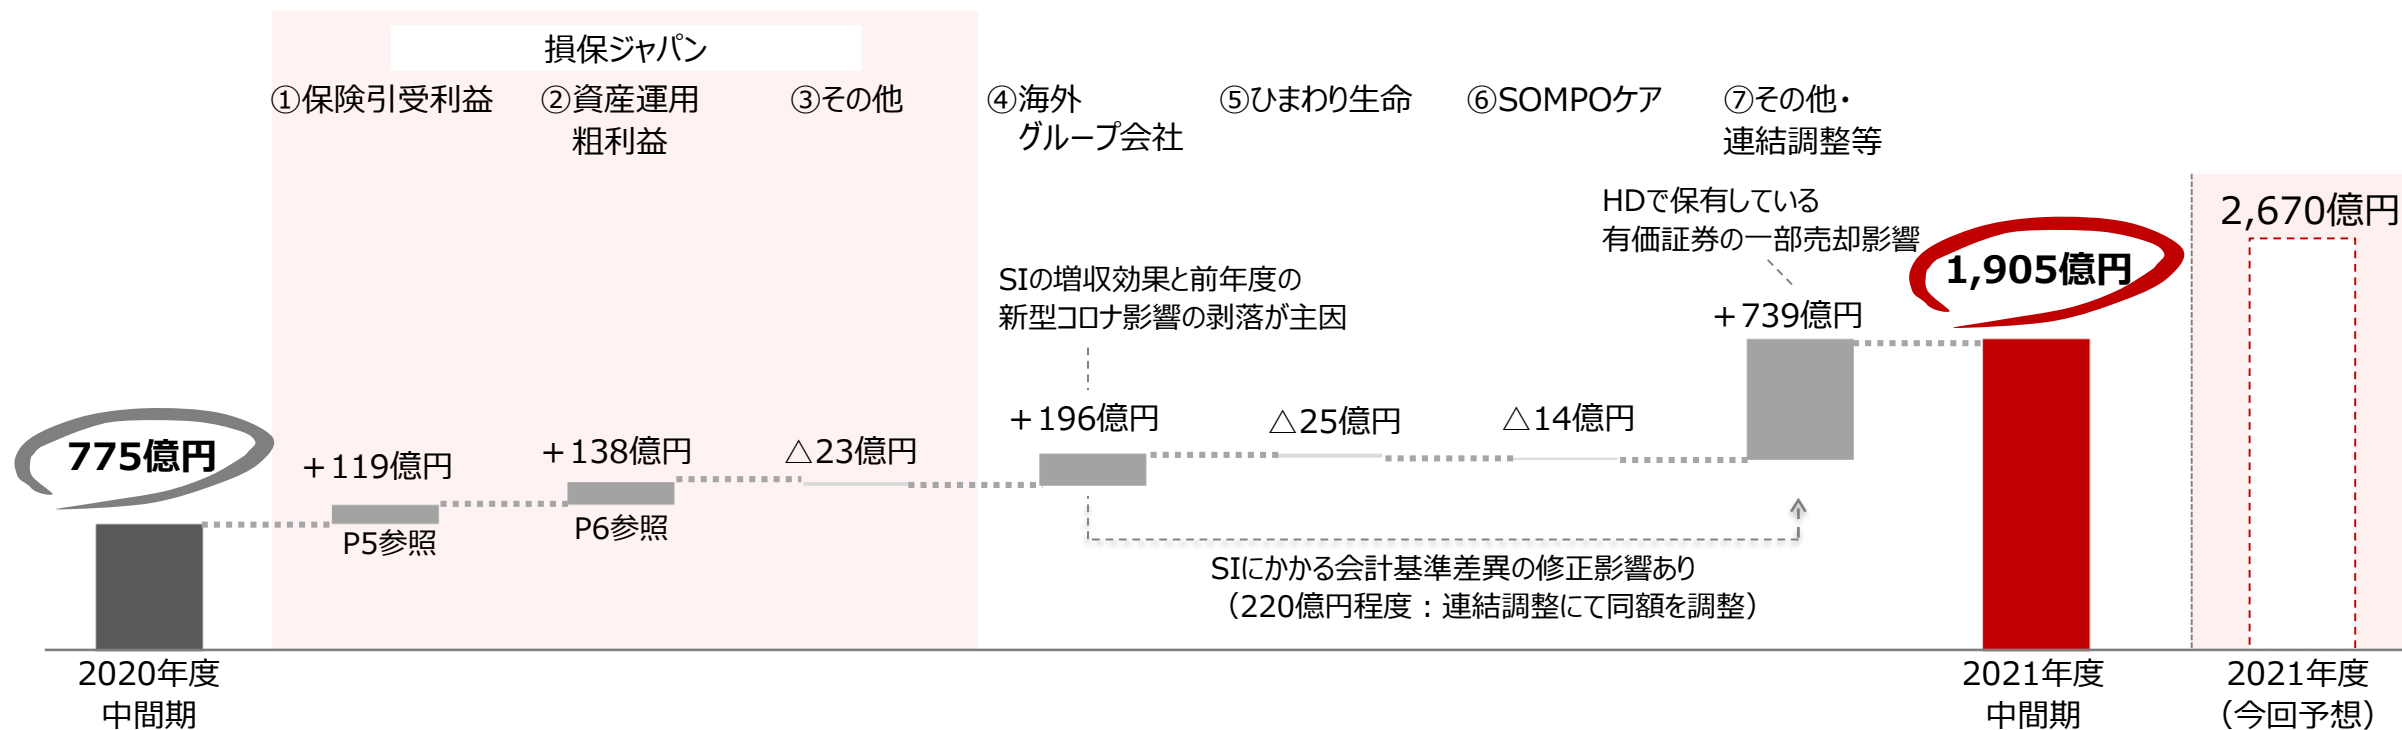 損保ジャパン
①保険引受利益
②資産運用
粗利益
③その他
④海外
グループ会社
⑤ひまわり生命
⑥SOMPOケア
⑦その他・
連結調整等
HDで保有している
有価証券の一部売却影響
2,670億円
1,905億円
SIの増収効果と前年度の
新型コロナ影響の剥落が主因
+739億円
775億円
+119億円
P5参照
+138億円
P6参照
△23億円
+196億円
△25億円
△14億円
SIにかかる会計基準差異の修正影響あり
（220億円程度：連結調整にて同額を調整）
2020年度
中間期
2021年度
中間期
2021年度
（今回予想）